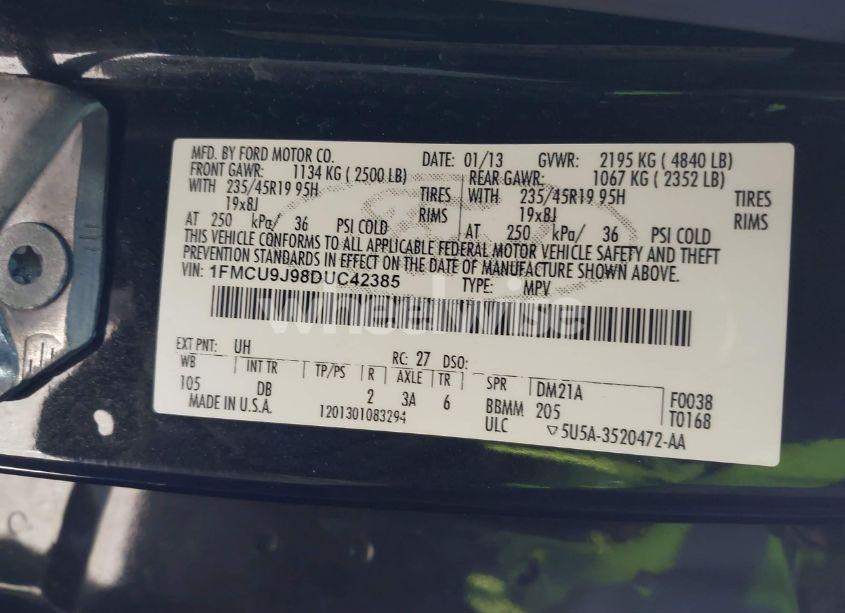 MFD. BY FORD MOTOR CO. DATE: 01/13 GVWR: 2195 KG ( 4840 LB)
FRONT GAWR: 1134 KG ( 2500 LB) REAR GAWR: 1067 KG ( 2352 LB)
WITH 235/45R19 95H TIRES WITH 235/45R19 95H TIRES
19x8J RIMS 19x8J RIMS
AT 250 kPa/ 36 PSI COLD AT 250 kPa/ 36 PSI COLD
THIS VEHICLE CONFORMS TO ALL APPLICABLE FEDERAL MOTOR VEHICLE SAFETY AND THEFT
PREVENTION STANDARDS IN EFFECT ON THE DATE OF MANUFACTURE SHOWN ABOVE.
VIN: 1FMCU9J98DUC42385 TYPE: MPV
wheelwise
EXT PNT: UH RC: 27 DSO:
WB INT TR TP/PS R AXLE TR SPR DM21A F0038
105 DB 2 3A 6 BBMM 205 T0168
MADE IN U.S.A. 1201301083294 ULC ▽5U5A-3520472-AA